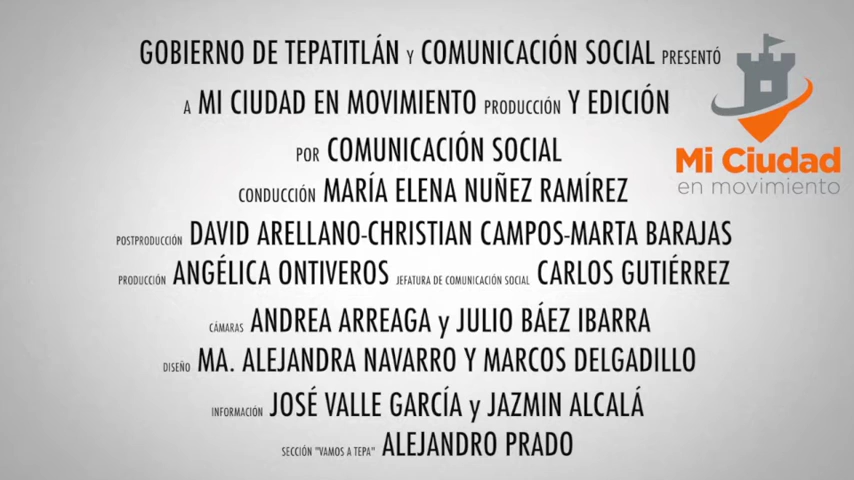 GOBIERNO DE TEPATITLÁN Y COMUNICACIÓN SOCIAL PRESENTÓ
A MI CIUDAD EN MOVIMIENTO PRODUCCIÓN Y EDICIÓN
POR COMUNICACIÓN SOCIAL
CONDUCCIÓN MARÍA ELENA NUÑEZ RAMÍREZ
POSTPRODUCCIÓN DAVID ARELLANO-CHRISTIAN CAMPOS-MARTA BARAJAS
PRODUCCIÓN ANGÉLICA ONTIVEROS JEFATURA DE COMUNICACIÓN SOCIAL CARLOS GUTIÉRREZ
CÁMARAS ANDREA ARREAGA y JULIO BÁEZ IBARRA
DISEÑO MA. ALEJANDRA NAVARRO Y MARCOS DELGADILLO
INFORMACIÓN JOSÉ VALLE GARCÍA y JAZMIN ALCALÁ
SECCIÓN "VAMOS A TEPA" ALEJANDRO PRADO
Mi Ciudad
en movimiento